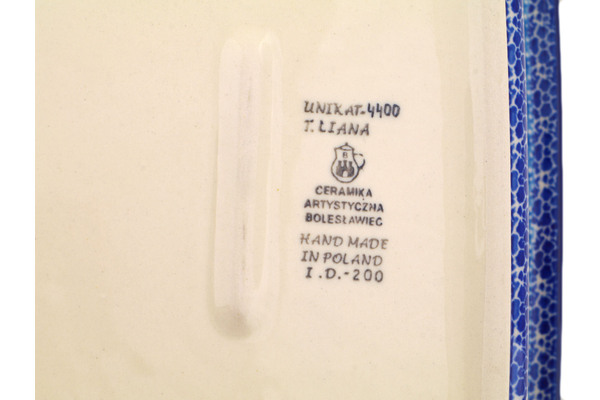 UNIKAT-4400
T. LIANA
B
CERAMIKA
ARTYSTYCZNA
BOLESŁAWIEC
HAND MADE
IN POLAND
I.D.-200